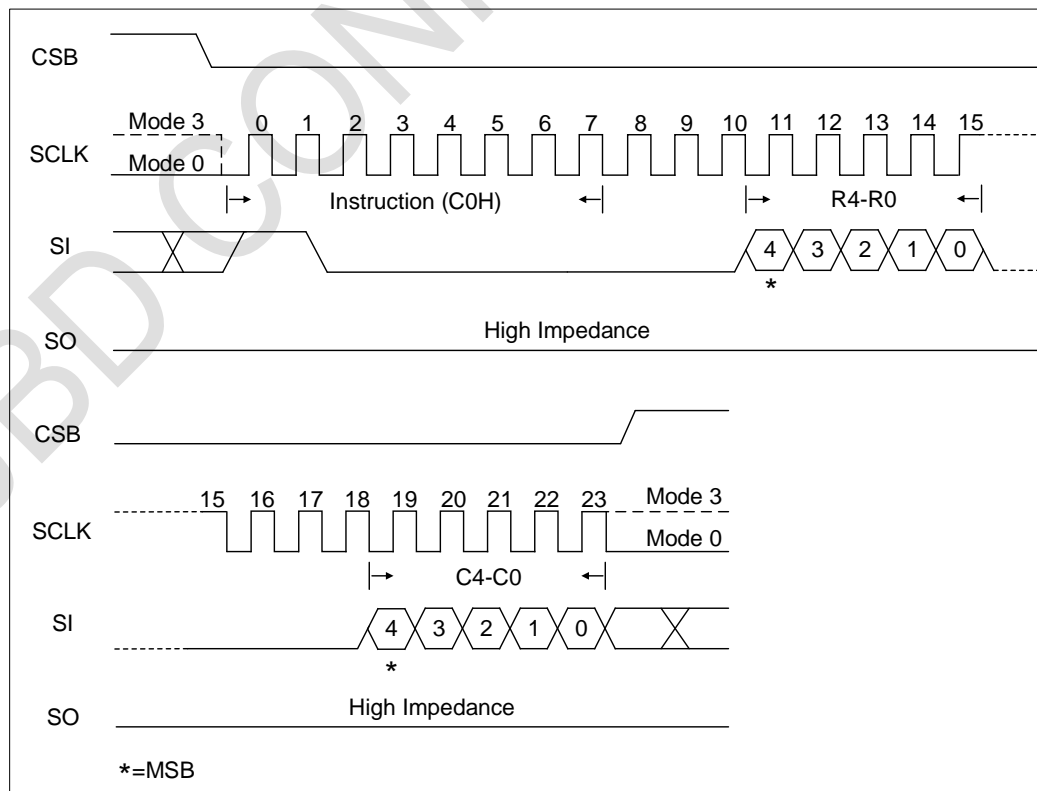 CSB
Mode 3
0 1 2 3 4 5 6 7 8 9 10 11 12 13 14 15
SCLK
Mode 0
Instruction (C0H)
R4-R0
SI
4 3 2 1 0
*
SO
High Impedance
CSB
15 16 17 18 19 20 21 22 23
Mode 3
SCLK
Mode 0
C4-C0
SI
4 3 2 1 0
*
SO
High Impedance
*=MSB